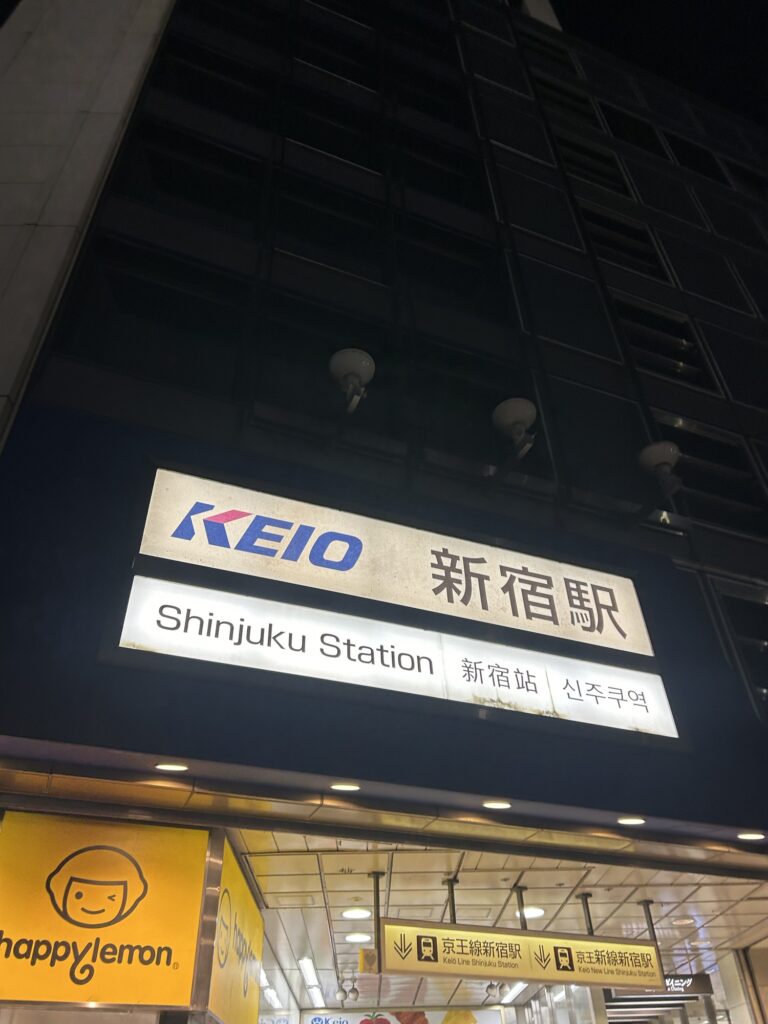 KEIO 新宿駅
Shinjuku Station 新宿站 신주쿠역
happylemon®
京王線新宿駅
Keio Line Shinjuku Station
京王新線新宿駅
Keio New Line Shinjuku Station
Keio